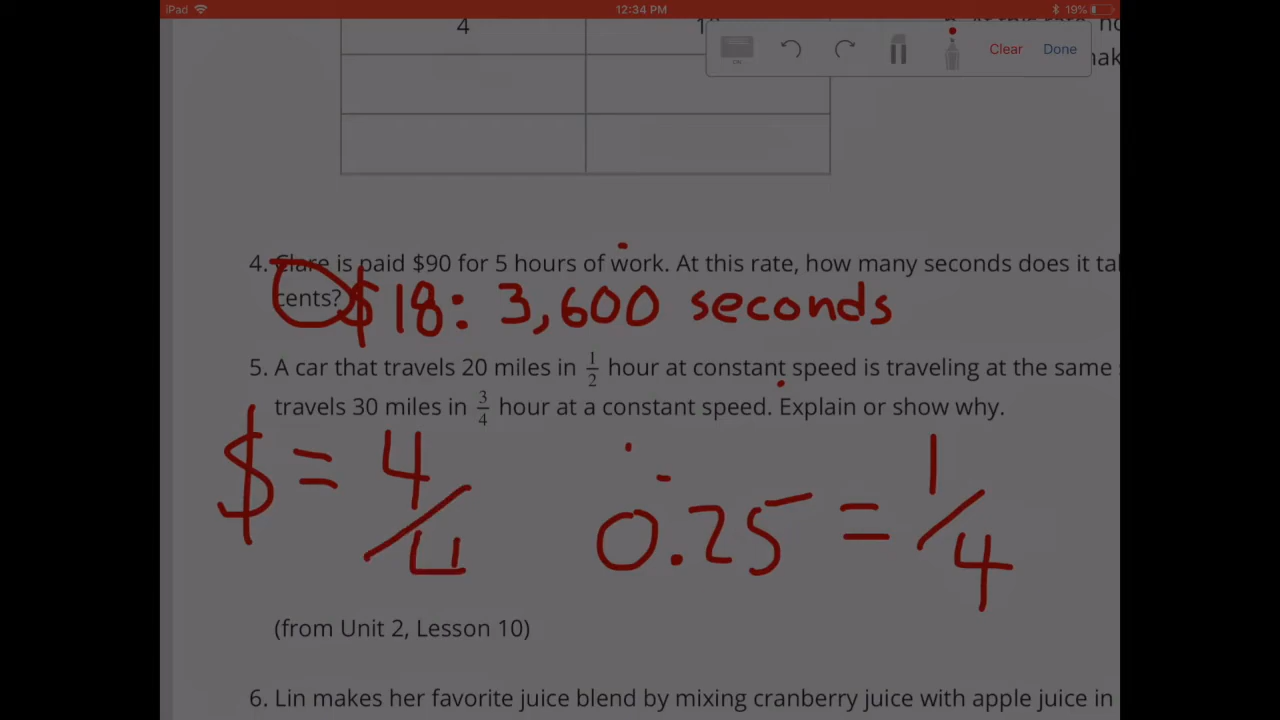 iPad 12:34 PM 19%
4
Clear Done
4. Clare is paid $90 for 5 hours of work. At this rate, how many seconds does it
cents?
$18: 3,600 seconds
5. A car that travels 20 miles in 1/2 hour at constant speed is traveling at the same
travels 30 miles in 3/4 hour at a constant speed. Explain or show why.
$ = 4/4 0.25 = 1/4
(from Unit 2, Lesson 10)
6. Lin makes her favorite juice blend by mixing cranberry juice with apple juice in